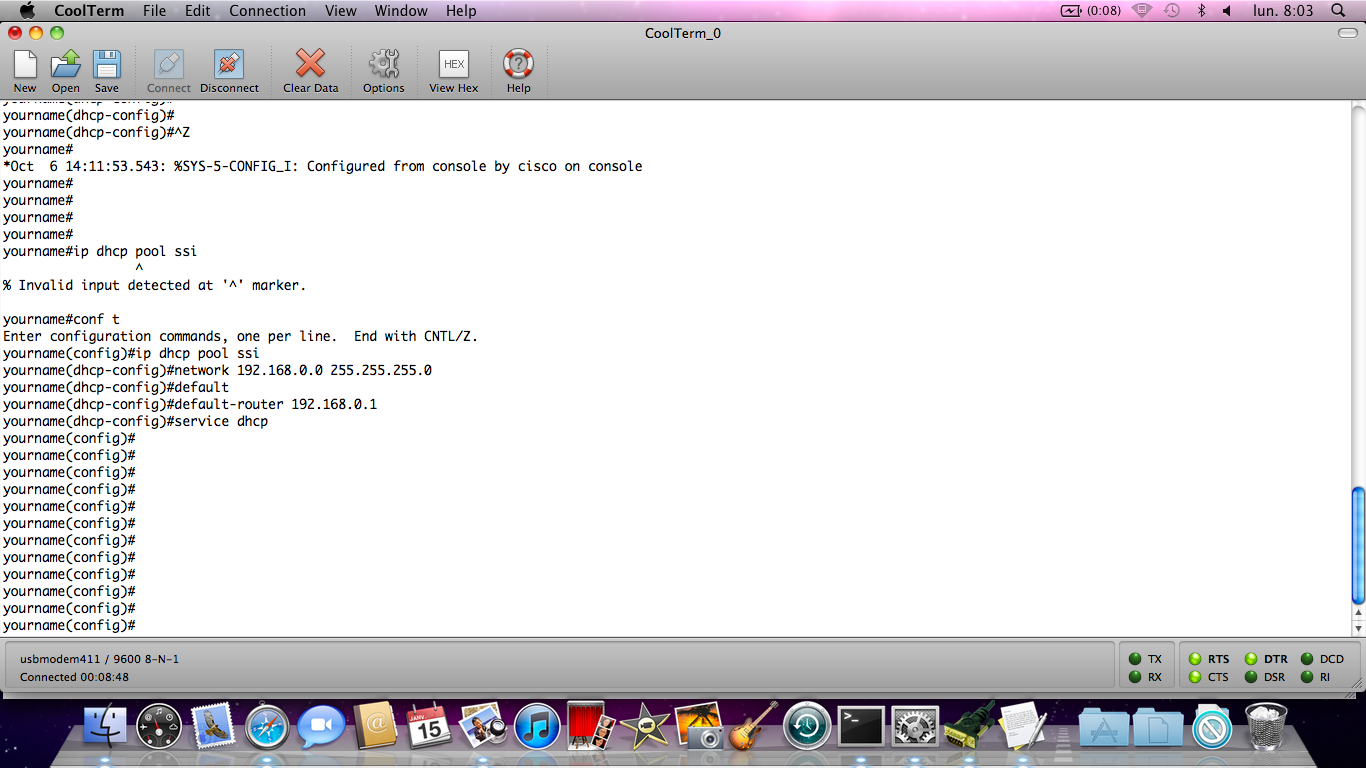 CoolTerm File Edit Connection View Window Help (0:08) lun. 8:03
CoolTerm_0
HEX
New Open Save Connect Disconnect Clear Data Options View Hex Help
yourname(dhcp-config)#
yourname(dhcp-config)#
yourname(dhcp-config)#^Z
yourname#
*Oct  6 14:11:53.543: %SYS-5-CONFIG_I: Configured from console by cisco on console
yourname#
yourname#
yourname#
yourname#
yourname#ip dhcp pool ssi
^
% Invalid input detected at '^' marker.
yourname#conf t
Enter configuration commands, one per line.  End with CNTL/Z.
yourname(config)#ip dhcp pool ssi
yourname(dhcp-config)#network 192.168.0.0 255.255.255.0
yourname(dhcp-config)#default
yourname(dhcp-config)#default-router 192.168.0.1
yourname(dhcp-config)#service dhcp
yourname(config)#
yourname(config)#
yourname(config)#
yourname(config)#
yourname(config)#
yourname(config)#
yourname(config)#
yourname(config)#
yourname(config)#
yourname(config)#
yourname(config)#
yourname(config)#
usbmodem411 / 9600 8-N-1
Connected 00:08:48
TX RTS DTR DCD
RX CTS DSR RI
JANV.
15